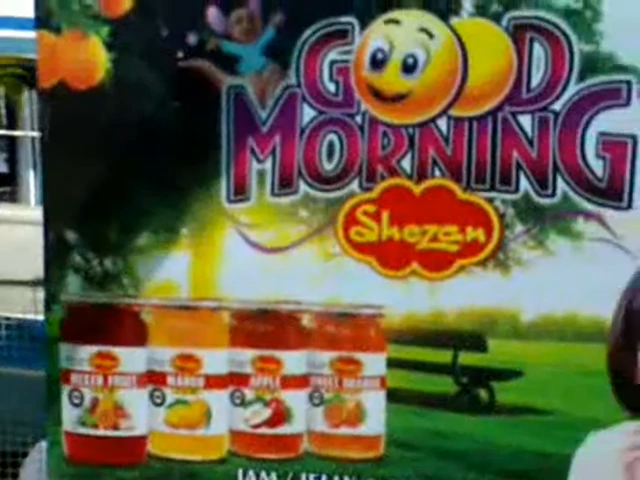 GOOD
MORNING
Shezan
MIXED FRUIT MANGO APPLE SWEET ORANGE
JAM / JELLY